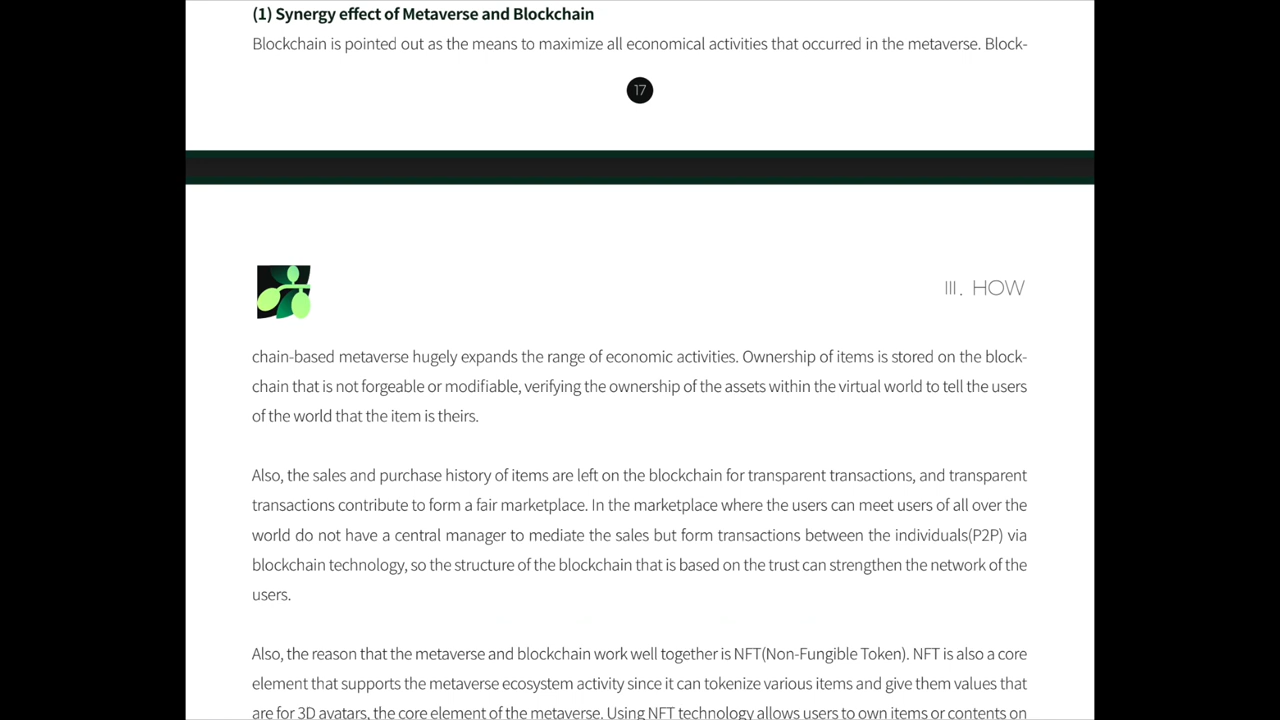 (1) Synergy effect of Metaverse and Blockchain
Blockchain is pointed out as the means to maximize all economical activities that occurred in the metaverse. Block-
17
III. HOW
chain-based metaverse hugely expands the range of economic activities. Ownership of items is stored on the block-
chain that is not forgeable or modifiable, verifying the ownership of the assets within the virtual world to tell the users
of the world that the item is theirs.
Also, the sales and purchase history of items are left on the blockchain for transparent transactions, and transparent
transactions contribute to form a fair marketplace. In the marketplace where the users can meet users of all over the
world do not have a central manager to mediate the sales but form transactions between the individuals(P2P) via
blockchain technology, so the structure of the blockchain that is based on the trust can strengthen the network of the
users.
Also, the reason that the metaverse and blockchain work well together is NFT(Non-Fungible Token). NFT is also a core
element that supports the metaverse ecosystem activity since it can tokenize various items and give them values that
are for 3D avatars, the core element of the metaverse. Using NFT technology allows users to own items or contents on